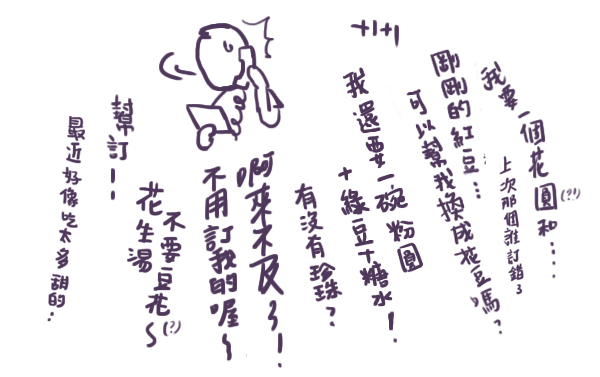 我要一個花圓(?!)和....
上次那個誰訂錯了
剛剛的紅豆...
可以幫我換成花豆嗎?
+1+1
我還要一碗粉圓
+綠豆+糖水!
有沒有珍珠?
啊來不及了!
不用訂我的喔~
不要豆花
花生湯~(?)
幫訂!!
最近好像吃太多甜的..